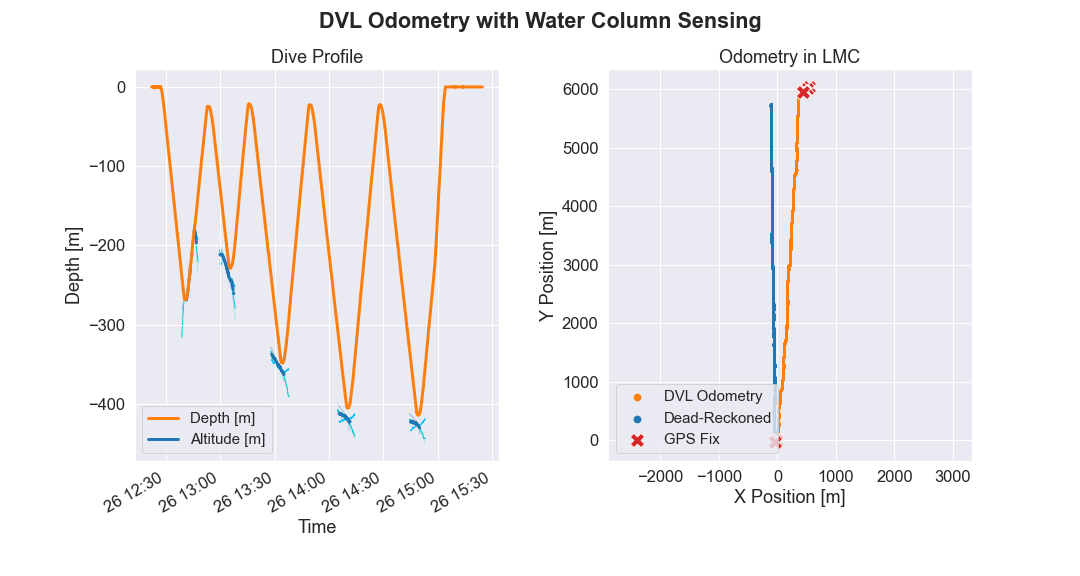 DVL Odometry with Water Column Sensing
Dive Profile
Depth [m]
0
−100
−200
−300
−400
Depth [m]
Altitude [m]
26 12:30
26 13:00
26 13:30
26 14:00
26 14:30
26 15:00
26 15:30
Time
Odometry in LMC
Y Position [m]
6000
5000
4000
3000
2000
1000
0
DVL Odometry
Dead-Reckoned
GPS Fix
−2000
−1000
0
1000
2000
3000
X Position [m]